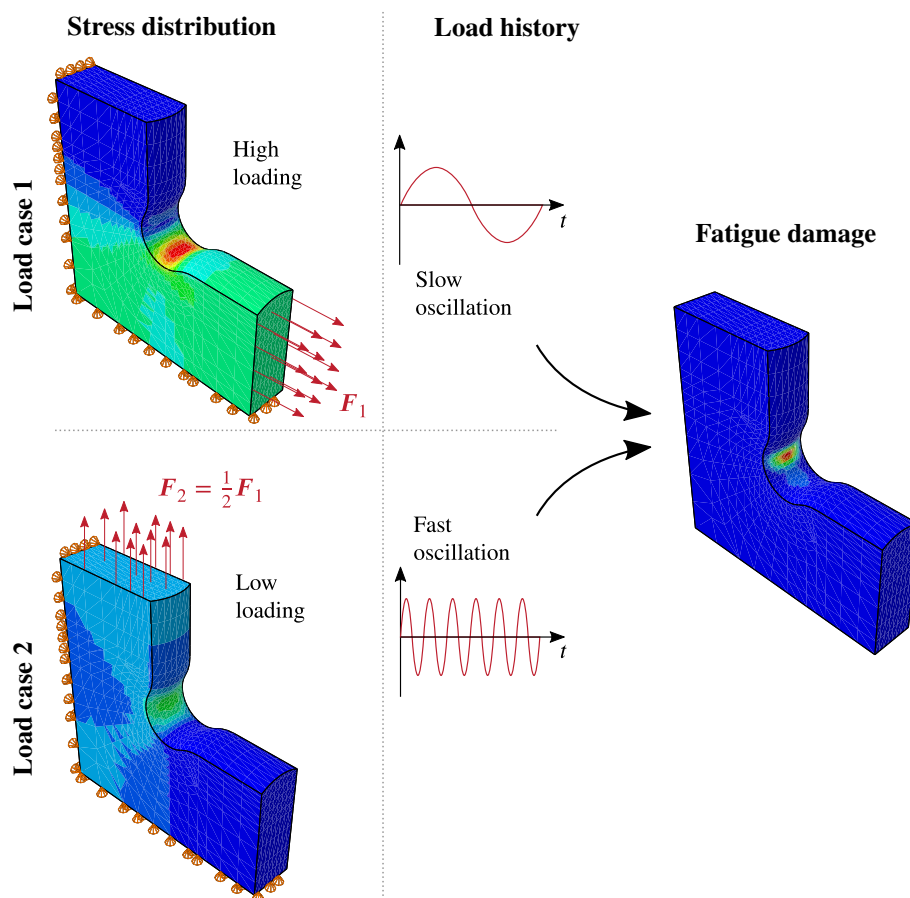 Stress distribution
Load history
Load case 1
High
loading
t
Slow
oscillation
F₁
Fatigue damage
Load case 2
F₂ = ½F₁
Low
loading
Fast
oscillation
t